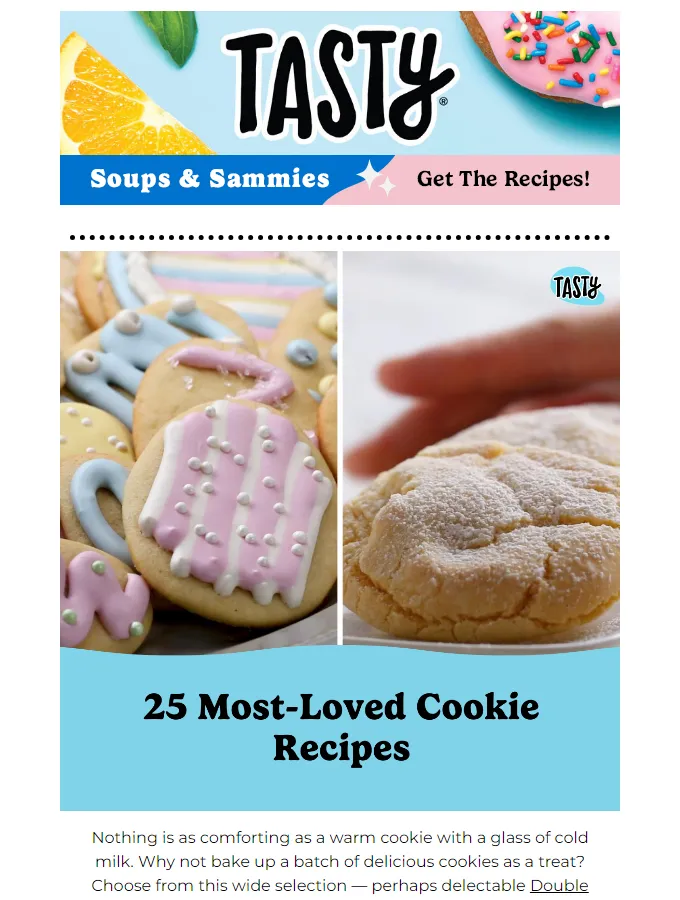 TASTY®
Soups & Sammies
Get The Recipes!
TASTY
25 Most-Loved Cookie
Recipes
Nothing is as comforting as a warm cookie with a glass of cold
milk. Why not bake up a batch of delicious cookies as a treat?
Choose from this wide selection — perhaps delectable Double